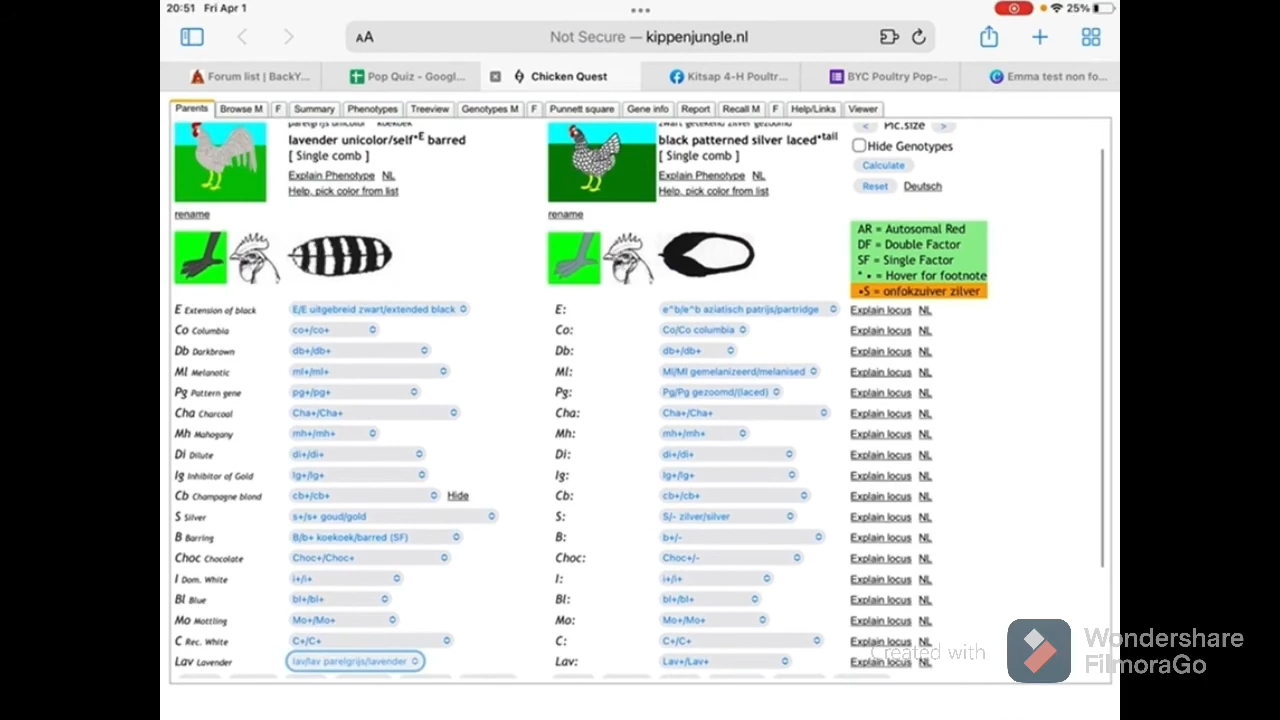 20:51 Fri Apr 1
25%
AA
Not Secure — kippenjungle.nl
Forum list | BackY...
Pop Quiz - Googl...
Chicken Quest
Kitsap 4-H Poultr...
BYC Poultry Pop-...
Emma test non fo...
Parents Browse M F Summary Phenotypes Treeview Genotypes M F Punnett square Gene info Report Recall M F Help/Links Viewer
parelgrijs unicolor koekoek
lavender unicolor/self*E barred
[ Single comb ]
Explain Phenotype NL
Help, pick color from list
rename
zwart getekend zilver gezoomd
black patterned silver laced•tail
[ Single comb ]
Explain Phenotype NL
Help, pick color from list
rename
< Pic.size >
Hide Genotypes
Calculate
Reset Deutsch
AR = Autosomal Red
DF = Double Factor
SF = Single Factor
* • = Hover for footnote
•S = onfokzuiver zilver
E Extension of black E/E uitgebreid zwart/extended black E: e^b/e^b aziatisch patrijs/partridge Explain locus NL
Co Columbia co+/co+ Co: Co/Co columbia Explain locus NL
Db Darkbrown db+/db+ Db: db+/db+ Explain locus NL
Ml Melanotic ml+/ml+ Ml: Ml/Ml gemelanizeerd/melanised Explain locus NL
Pg Pattern gene pg+/pg+ Pg: Pg/Pg gezoomd/(laced) Explain locus NL
Cha Charcoal Cha+/Cha+ Cha: Cha+/Cha+ Explain locus NL
Mh Mahogany mh+/mh+ Mh: mh+/mh+ Explain locus NL
Di Dilute di+/di+ Di: di+/di+ Explain locus NL
Ig Inhibitor of Gold Ig+/Ig+ Ig: Ig+/Ig+ Explain locus NL
Cb Champagne blond cb+/cb+ Hide Cb: cb+/cb+ Explain locus NL
S Silver s+/s+ goud/gold S: S/- zilver/silver Explain locus NL
B Barring B/b+ koekoek/barred (SF) B: b+/- Explain locus NL
Choc Chocolate Choc+/Choc+ Choc: Choc+/- Explain locus NL
I Dom. White i+/i+ I: i+/i+ Explain locus NL
Bl Blue bl+/bl+ Bl: bl+/bl+ Explain locus NL
Mo Mottling Mo+/Mo+ Mo: Mo+/Mo+ Explain locus NL
C Rec. White C+/C+ C: C+/C+ Explain locus NL
Lav Lavender lav/lav parelgrijs/lavender Lav: Lav+/Lav+ Explain locus NL
Created with
Wondershare
FilmoraGo